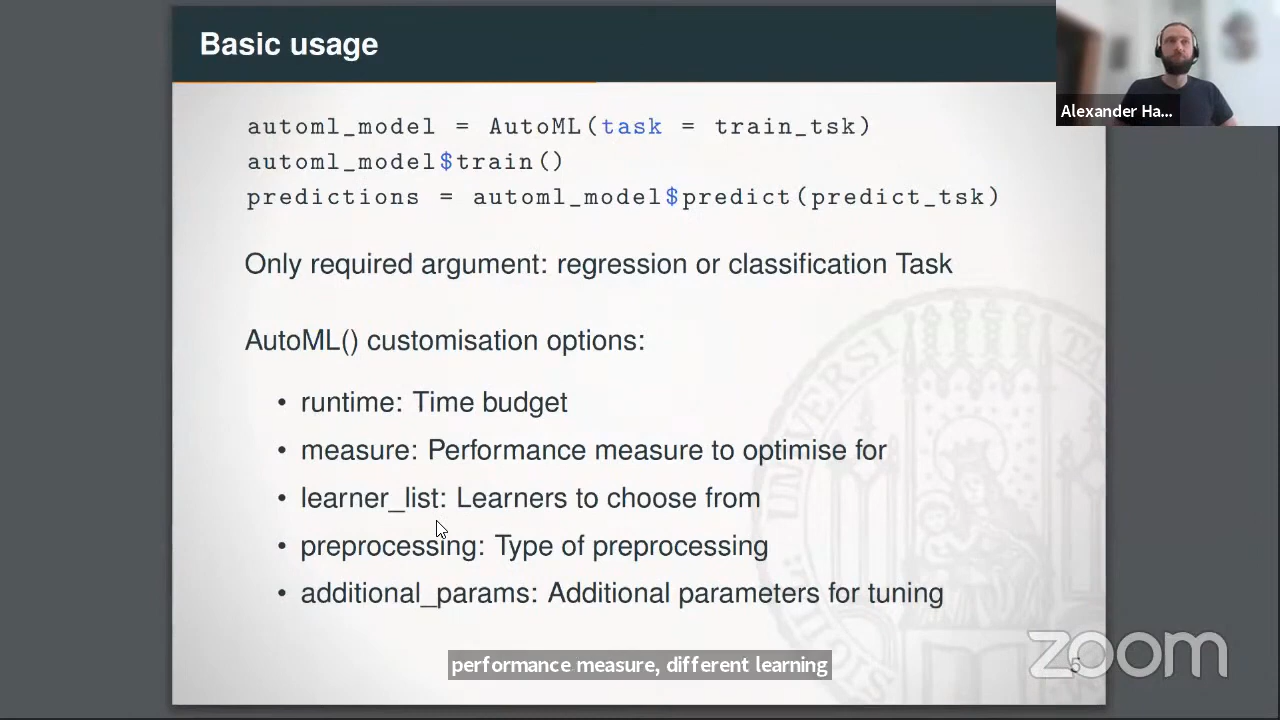 Basic usage
Alexander Ha...
automl_model = AutoML(task = train_tsk)
automl_model$train()
predictions = automl_model$predict(predict_tsk)
Only required argument: regression or classification Task
AutoML() customisation options:
• runtime: Time budget
• measure: Performance measure to optimise for
• learner_list: Learners to choose from
• preprocessing: Type of preprocessing
• additional_params: Additional parameters for tuning
performance measure, different learning
zoom
5